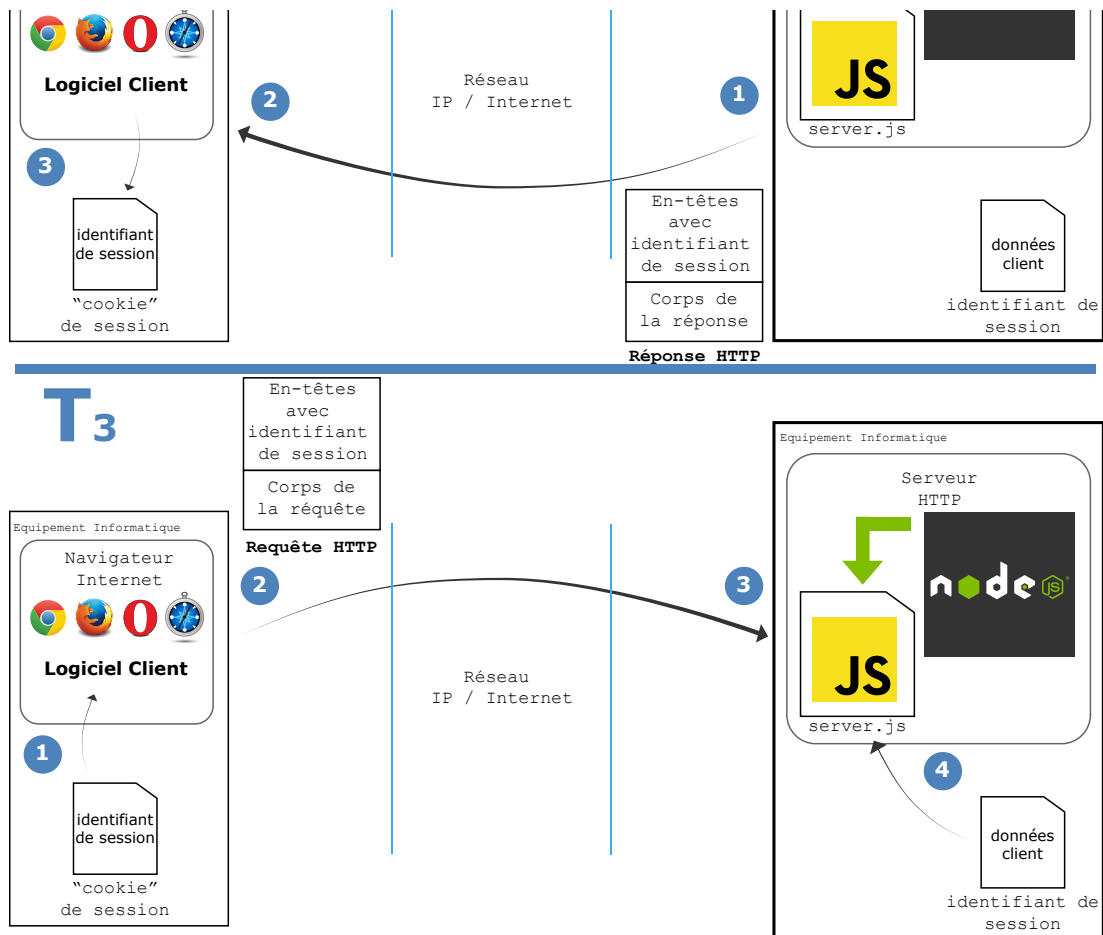 Logiciel Client
2
Réseau
IP / Internet
1
JS
server.js
3
identifiant
de session
“cookie”
de session
En-têtes
avec
identifiant
de session
Corps de
la réponse
Réponse HTTP
données
client
identifiant de
session
T3
En-têtes
avec
identifiant
de session
Corps de
la réquête
Requête HTTP
Equipement Informatique
Navigateur
Internet
Logiciel Client
1
identifiant
de session
“cookie”
de session
2
Réseau
IP / Internet
3
Equipement Informatique
Serveur
HTTP
node JS
JS
server.js
4
données
client
identifiant de
session